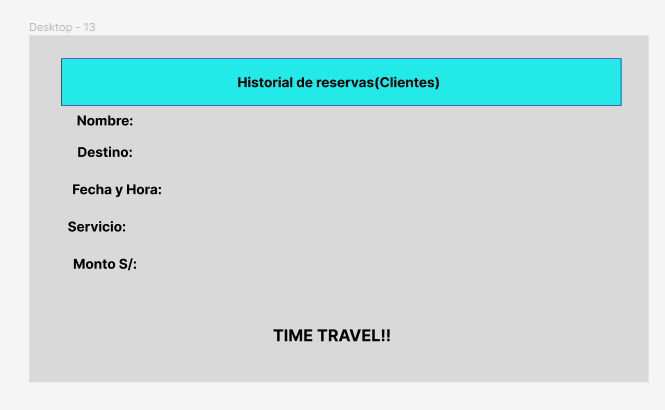 Desktop - 13
Historial de reservas(Clientes)
Nombre:
Destino:
Fecha y Hora:
Servicio:
Monto S/:
TIME TRAVEL!!